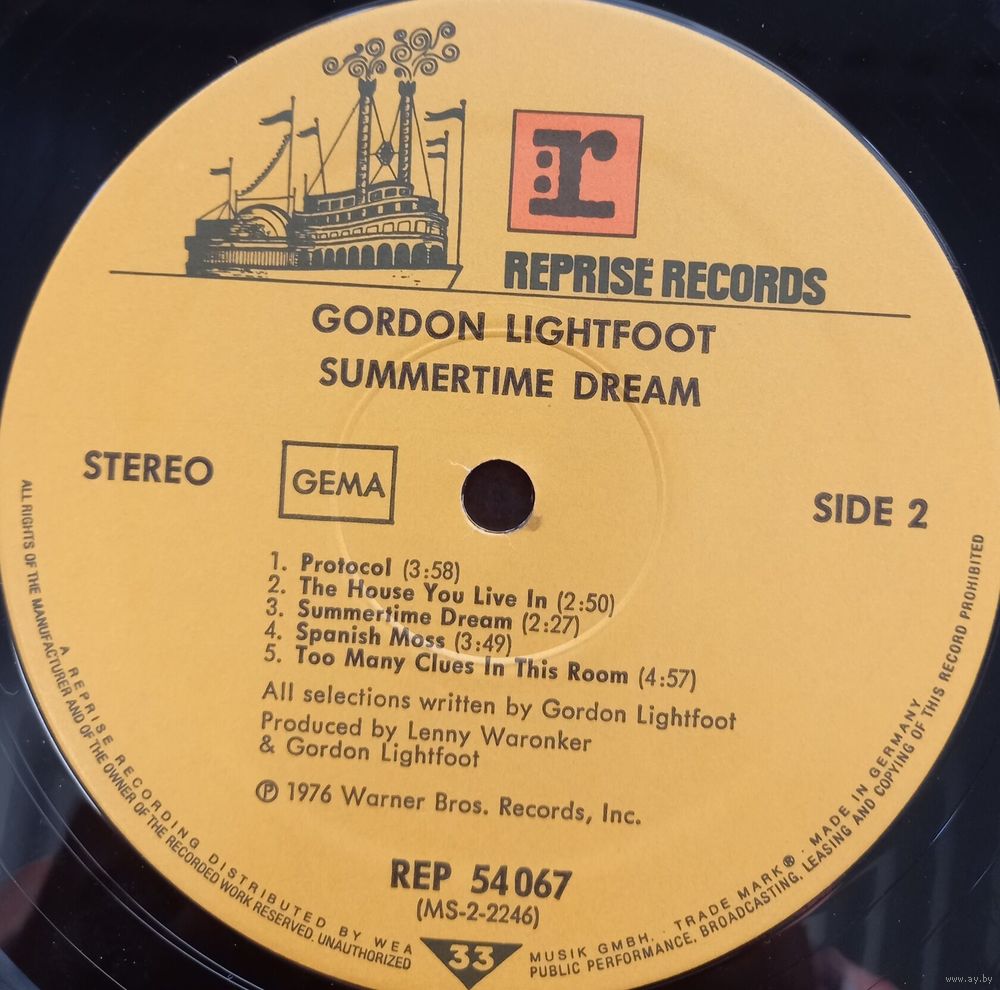 r
REPRISE RECORDS
GORDON LIGHTFOOT
SUMMERTIME DREAM
STEREO
GEMA
SIDE 2
1. Protocol (3:58)
2. The House You Live In (2:50)
3. Summertime Dream (2:27)
4. Spanish Moss (3:49)
5. Too Many Clues In This Room (4:57)
All selections written by Gordon Lightfoot
Produced by Lenny Waronker
& Gordon Lightfoot
℗ 1976 Warner Bros. Records, Inc.
REP 54 067
(MS-2-2246)
33
A REPRISE RECORDING DISTRIBUTED BY WEA MUSIK GMBH. · TRADE MARK® · MADE IN GERMANY
ALL RIGHTS OF THE MANUFACTURER AND OF THE OWNER OF THE RECORDED WORK RESERVED. UNAUTHORIZED PUBLIC PERFORMANCE, BROADCASTING, LEASING AND COPYING OF THIS RECORD PROHIBITED
www.ay.by